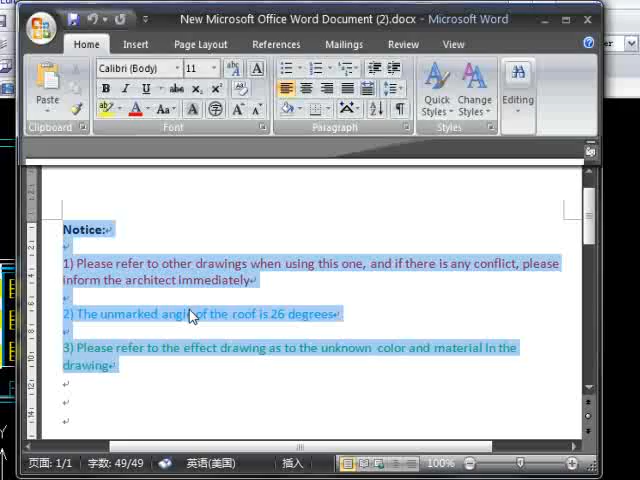 New Microsoft Office Word Document (2).docx - Microsoft Word
Home Insert Page Layout References Mailings Review View
Calibri (Body) 11
Paste
Quick Styles
Change Styles
Editing
Clipboard Font Paragraph Styles
Notice:
1) Please refer to other drawings when using this one, and if there is any conflict, please
inform the architect immediately
2) The unmarked angle of the roof is 26 degrees
3) Please refer to the effect drawing as to the unknown color and material in the
drawing
页面: 1/1 字数: 49/49 英语(美国) 插入 100%